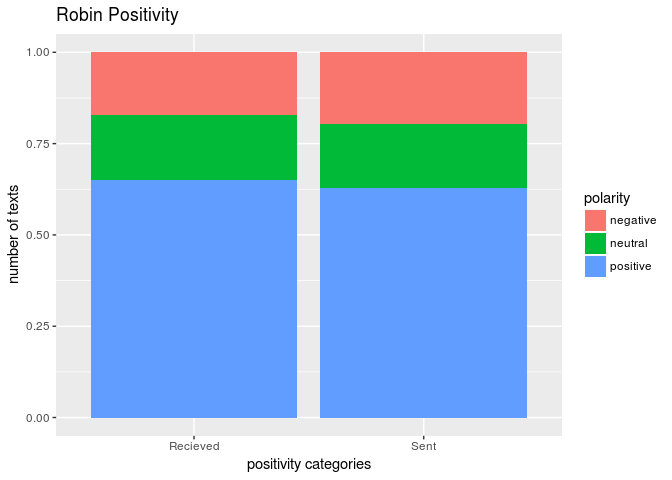 Robin Positivity
1.00
0.75
0.50
0.25
0.00
number of texts
Recieved
Sent
positivity categories
polarity
negative
neutral
positive